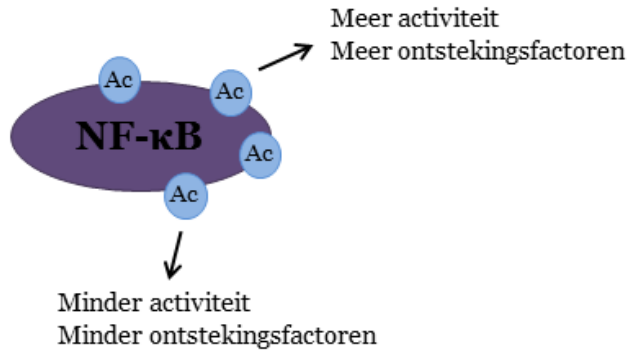 Meer activiteit
Meer ontstekingsfactoren
Ac
Ac
NF-κB
Ac
Ac
Minder activiteit
Minder ontstekingsfactoren